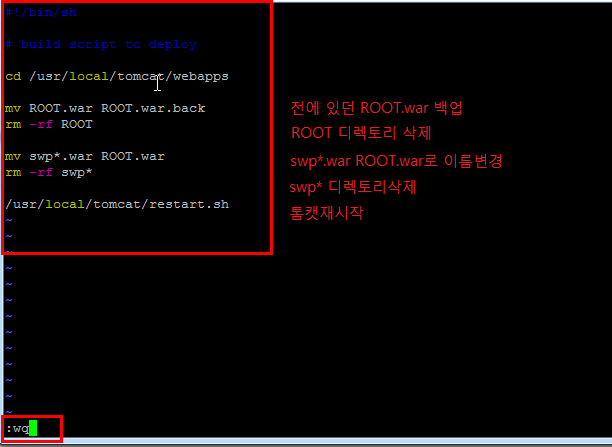 #!/bin/sh
# build script to deploy
cd /usr/local/tomcat/webapps
mv ROOT.war ROOT.war.back
전에 있던 ROOT.war 백업
rm -rf ROOT
ROOT 디렉토리 삭제
mv swp*.war ROOT.war
swp*.war ROOT.war로 이름변경
rm -rf swp*
swp* 디렉토리삭제
/usr/local/tomcat/restart.sh
톰캣재시작
~
~
~
~
~
~
~
~
~
~
~
~
~
:wq